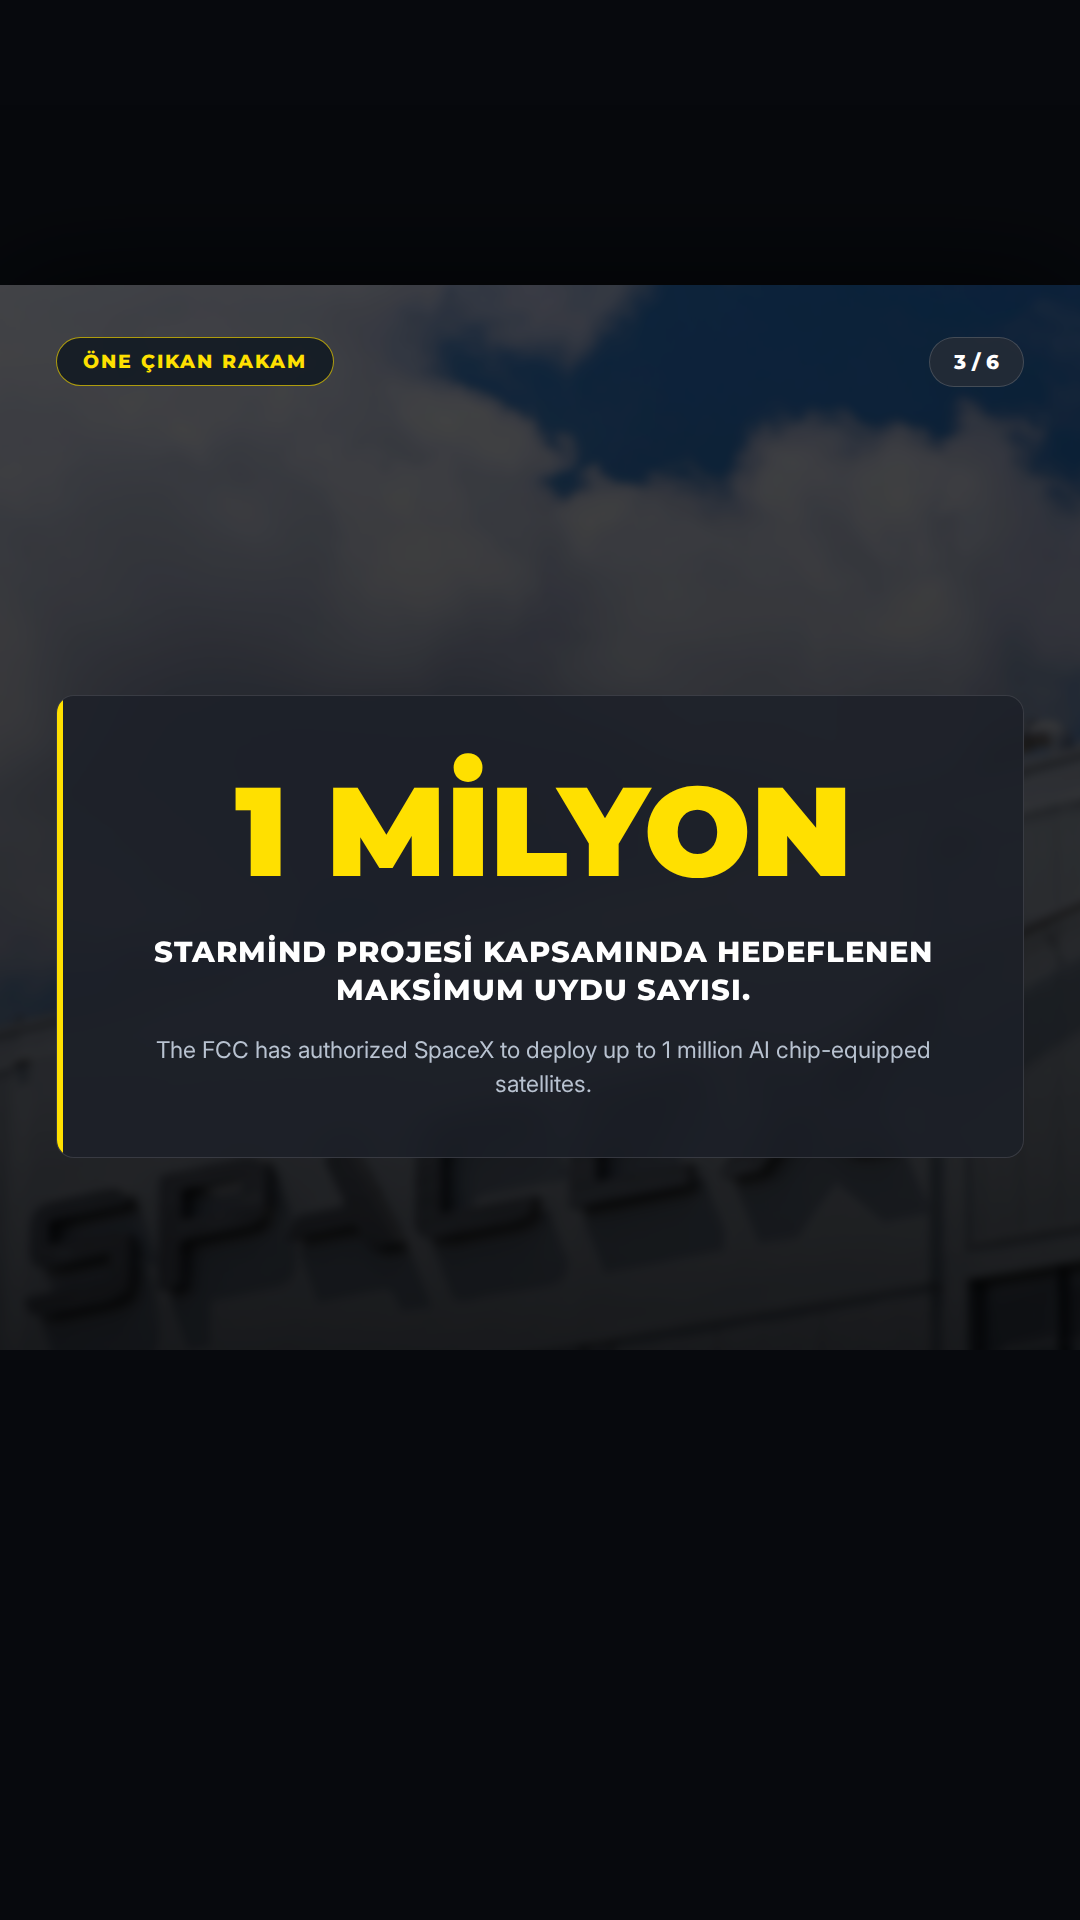 ÖNE ÇIKAN RAKAM
3 / 6
1 MİLYON
STARMİND PROJESİ KAPSAMINDA HEDEFLENEN
MAKSİMUM UYDU SAYISI.
The FCC has authorized SpaceX to deploy up to 1 million AI chip-equipped
satellites.
SPACEX